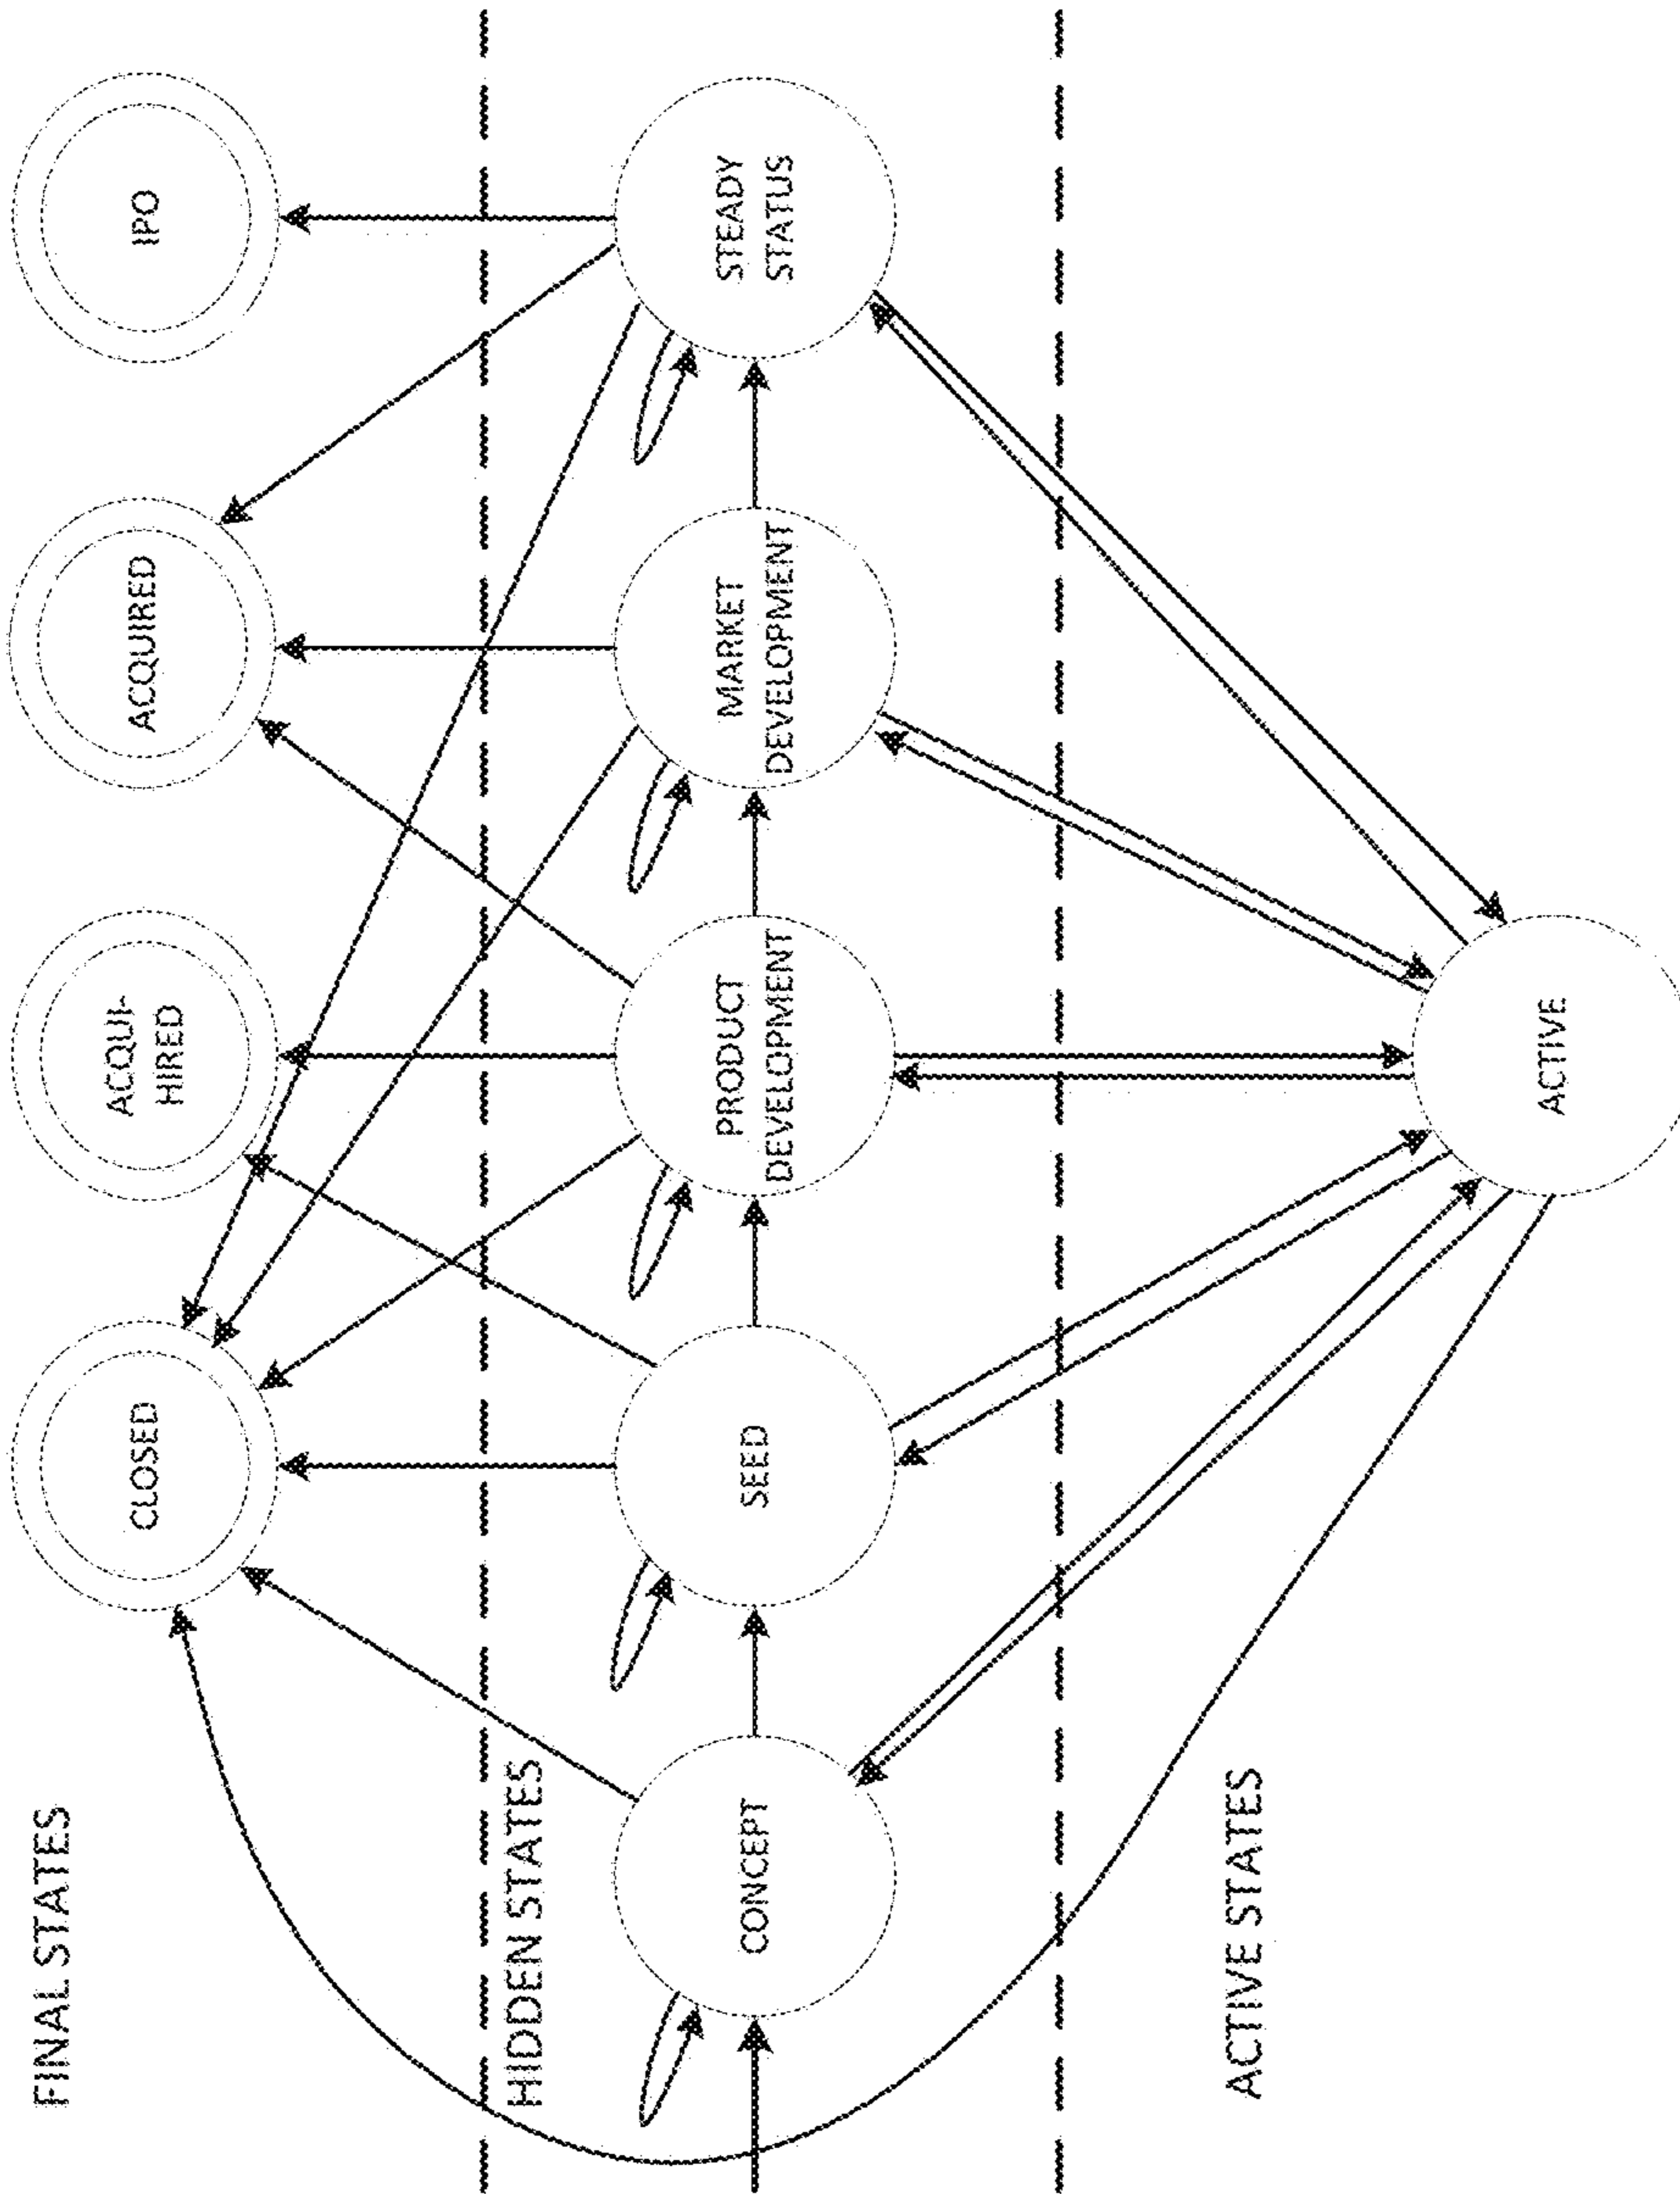 FINAL STATES
CLOSED
ACQUI-
HIRED
ACQUIRED
IPO
HIDDEN STATES
CONCEPT
SEED
PRODUCT
DEVELOPMENT
MARKET
DEVELOPMENT
STEADY
STATUS
ACTIVE STATES
ACTIVE